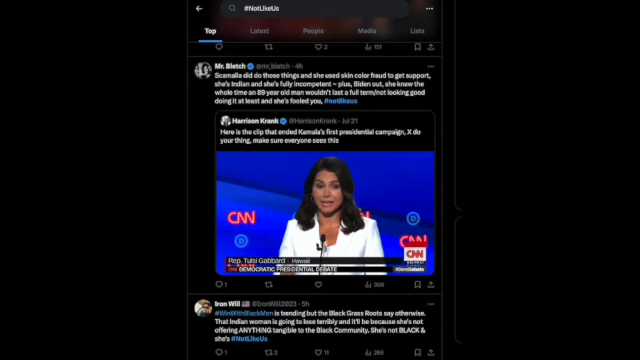 #NotLikeUs
Top
Latest
People
Media
Lists
2
151
Mr. Bletch @mr_bletch · 4h
Scamalla did do those things and she used skin color fraud to get support,
she's Indian and she's fully incompetent ~ plus, Biden out, she knew the
whole time an 89 year old man wouldn't last a full term/not looking good
doing it at least and she's fooled you, #notlikeus
Harrison Krank @HarrisonKrank · Jul 21
Here is the clip that ended Kamala's first presidential campaign, X do
your thing, make sure everyone sees this
CNN
CNN
D
D
CNN
Rep. Tulsi Gabbard Hawaii
CNN DEMOCRATIC PRESIDENTIAL DEBATE
CNN
#DemDebate
1
306
Iron Will @IronWill2023 · 5h
#WinWithBlackMen is trending but the Black Grass Roots say otherwise.
That Indian woman is going to lose terribly and it'll be because she's not
offering ANYTHING tangible to the Black Community. She's not BLACK &
she's #NotLikeUs
1
2
11
265